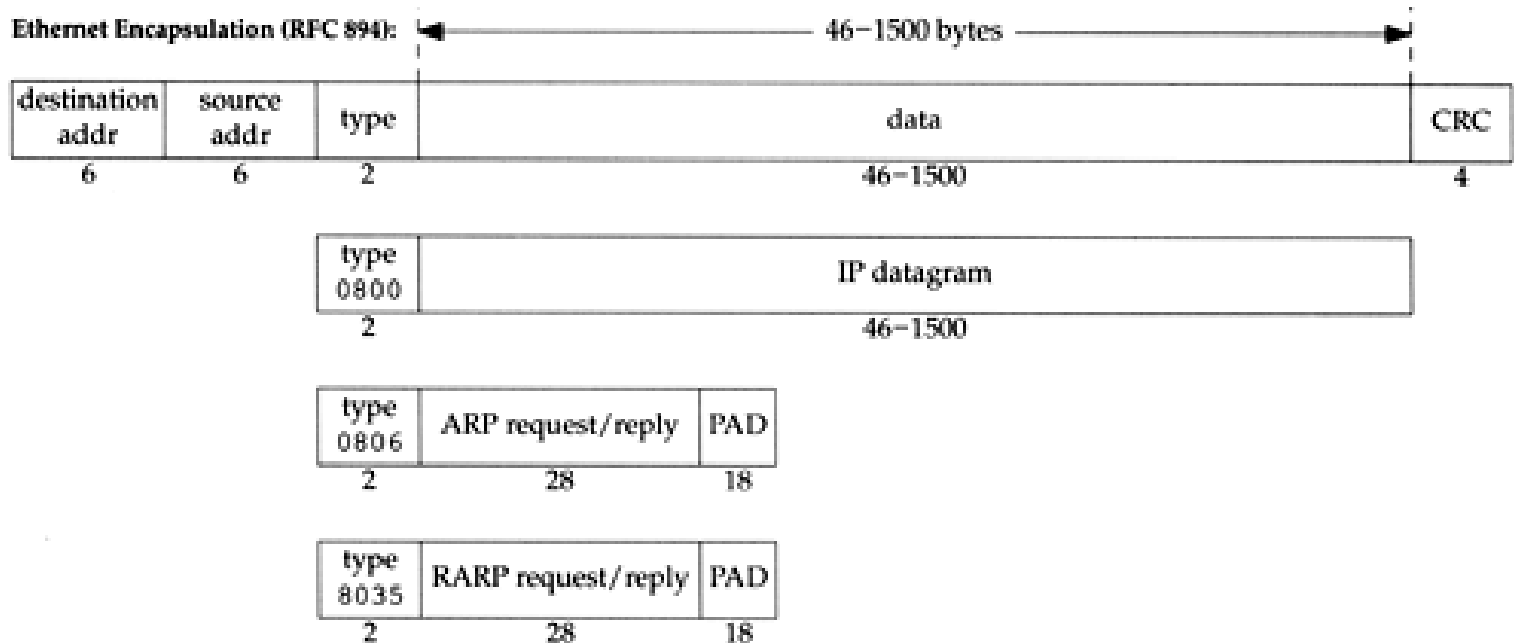 Ethernet Encapsulation (RFC 894): 46-1500 bytes
destination addr source addr type data CRC
6 6 2 46-1500 4
type 0800 IP datagram
2 46-1500
type 0806 ARP request/reply PAD
2 28 18
type 8035 RARP request/reply PAD
2 28 18